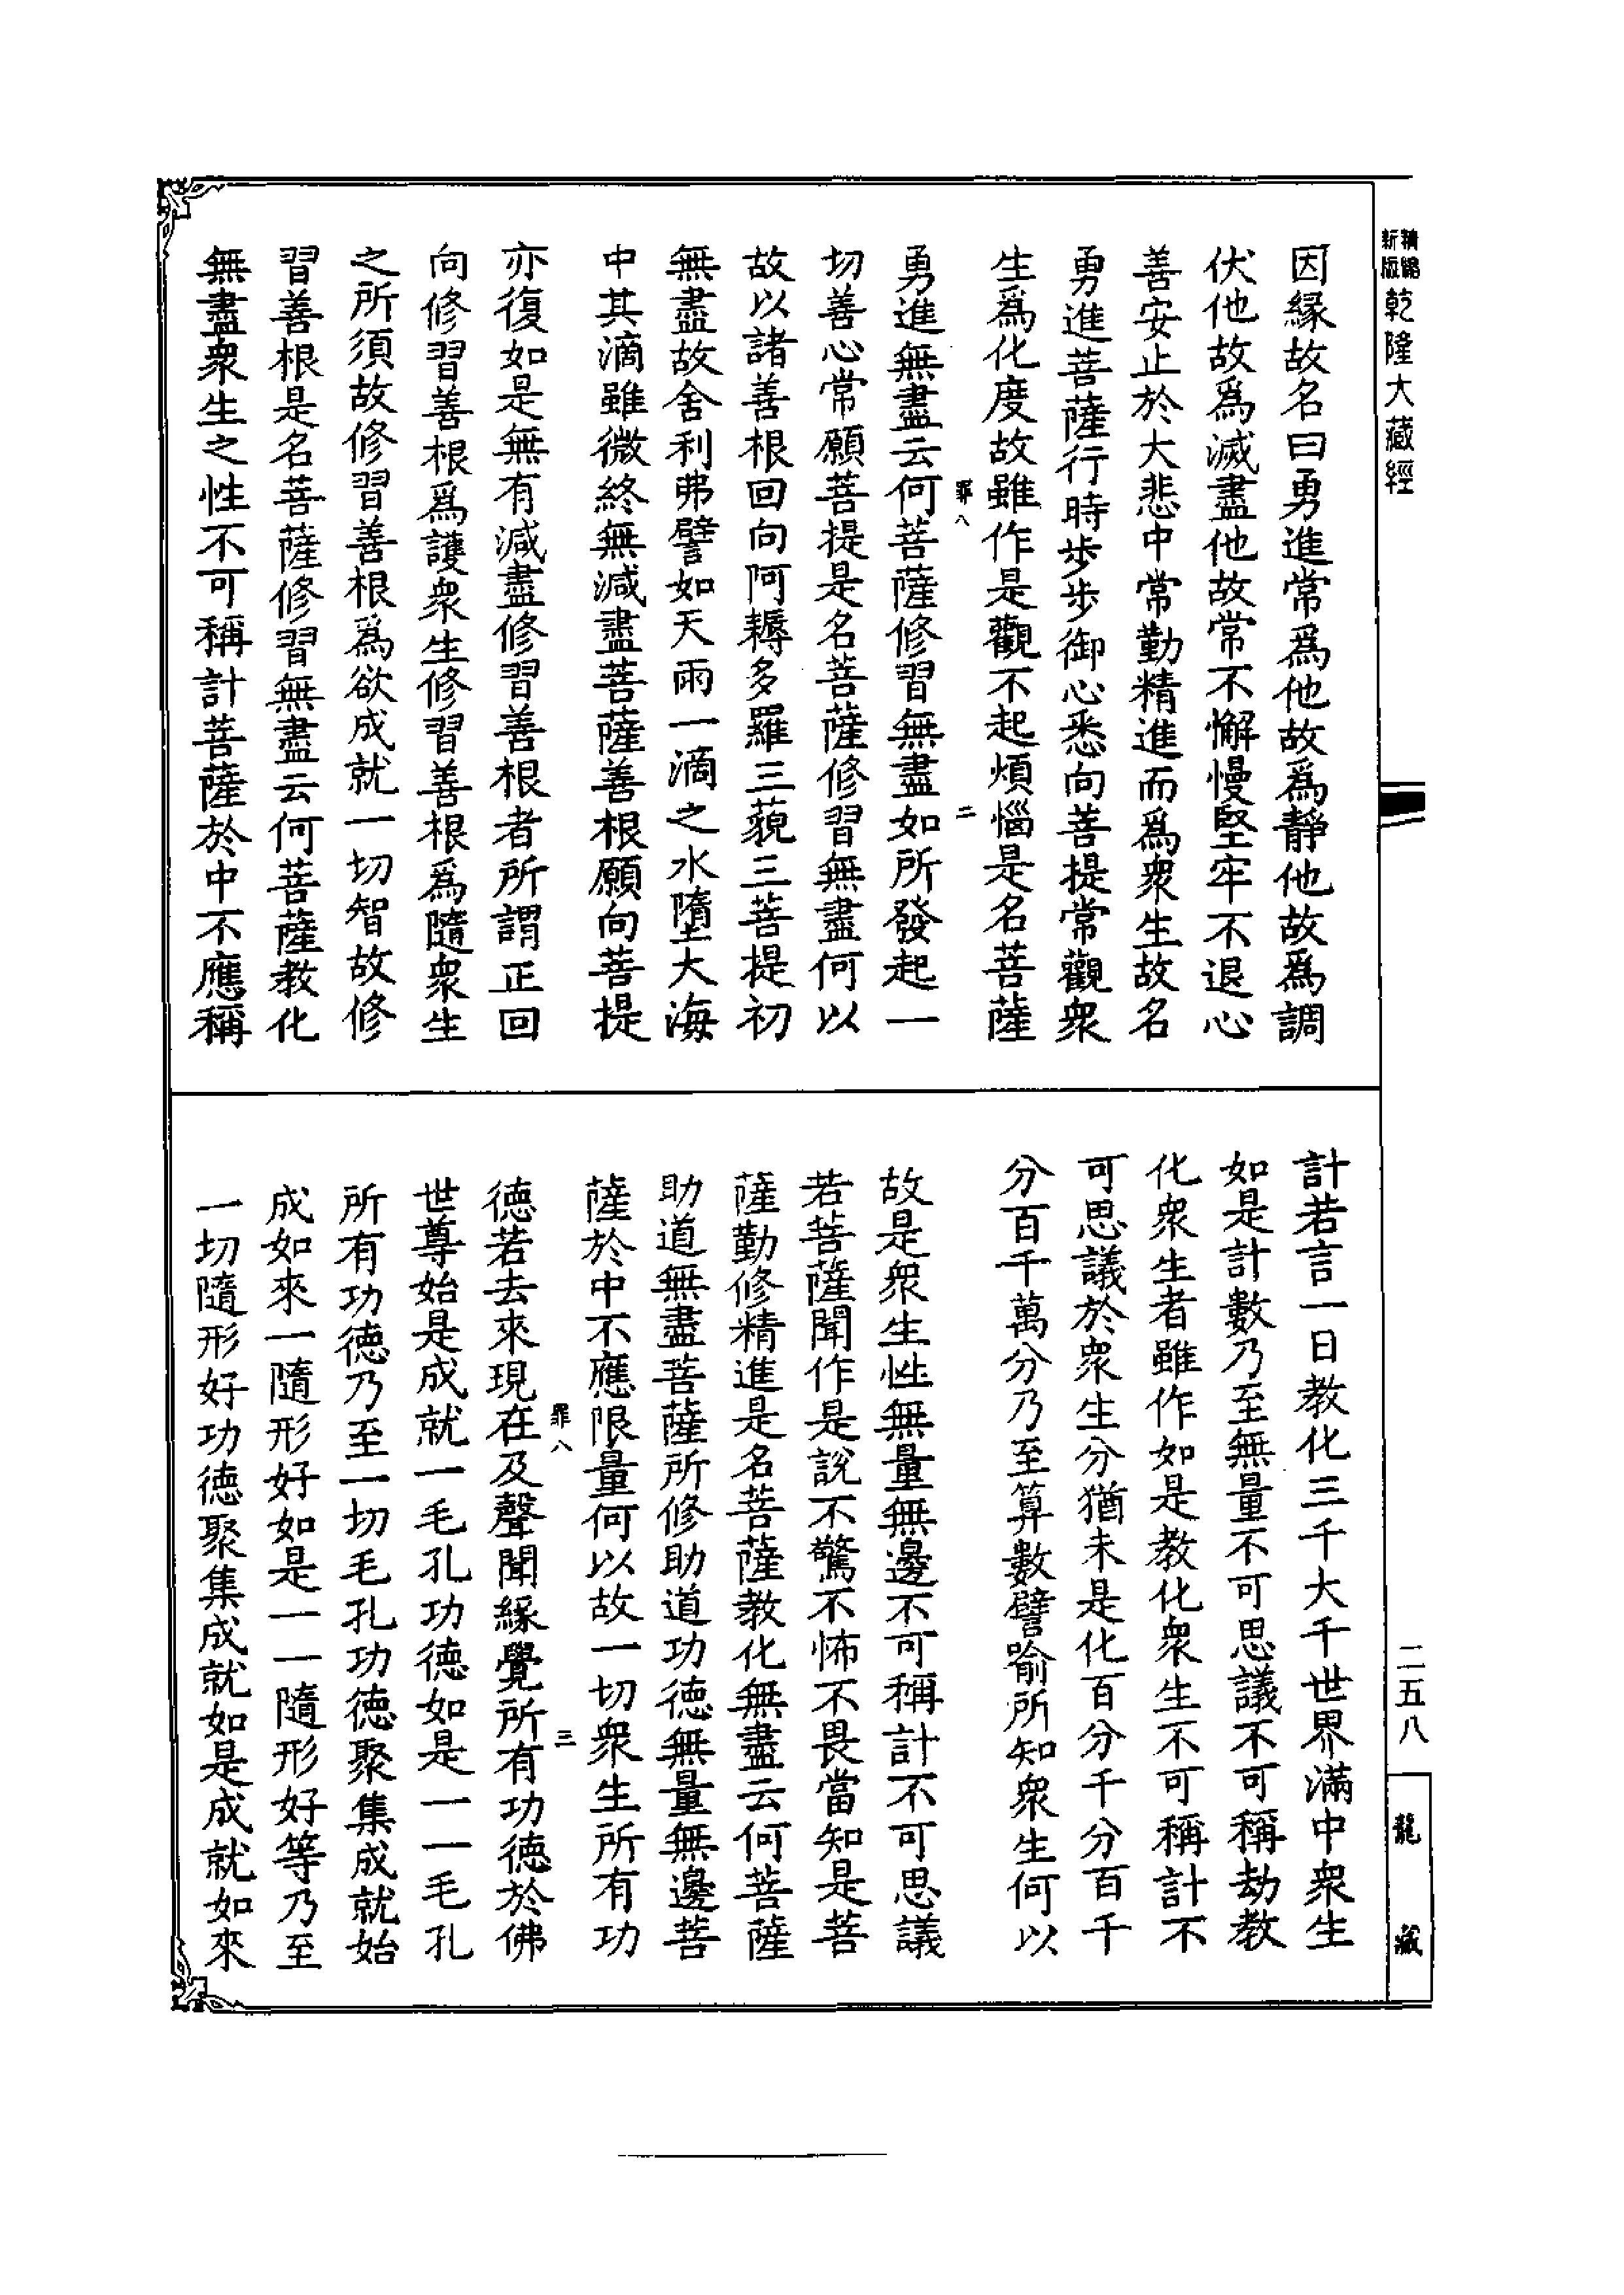 精編
新版
乾隆大藏經
因緣故名曰勇進常爲他故爲靜他故爲調
伏他故爲滅盡他故常不懈慢堅牢不退心
善安止於大悲中常勤精進而爲衆生故名
勇進菩薩行時步步御心悉向菩提常觀衆
生爲化度故雖作是觀不起煩惱是名菩薩
罪八
二
勇進無盡云何菩薩修習無盡如所發起一
切善心常願菩提是名菩薩修習無盡何以
故以諸善根回向阿耨多羅三藐三菩提初
無盡故舍利弗譬如天雨一滴之水墮大海
中其滴雖微終無減盡菩薩善根願向菩提
亦復如是無有減盡修習善根者所謂正回
向修習善根爲護衆生修習善根爲隨衆生
之所須故修習善根爲欲成就一切智故修
習善根是名菩薩修習無盡云何菩薩教化
無盡衆生之性不可稱計菩薩於中不應稱
計若言一日教化三千大千世界滿中衆生
如是計數乃至無量不可思議不可稱劫教
化衆生者雖作如是教化衆生不可稱計不
可思議於衆生分猶未是化百分千分百千
分百千萬分乃至算數譬喻所知衆生何以
故是衆生性無量無邊不可稱計不可思議
若菩薩聞作是說不驚不怖不畏當知是菩
薩勤修精進是名菩薩教化無盡云何菩薩
助道無盡菩薩所修助道功德無量無邊菩
薩於中不應限量何以故一切衆生所有功
罪八
三
德若去來現在及聲聞緣覺所有功德於佛
世尊始是成就一毛孔功德如是一一毛孔
所有功德乃至一切毛孔功德聚集成就始
成如來一隨形好如是一一隨形好等乃至
一切隨形好功德聚集成就如是成就如來
二五八
龍藏